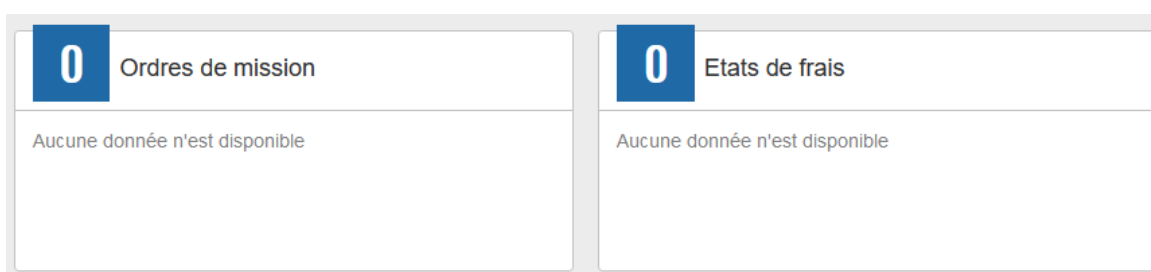 0 Ordres de mission
Aucune donnée n'est disponible
0 Etats de frais
Aucune donnée n'est disponible